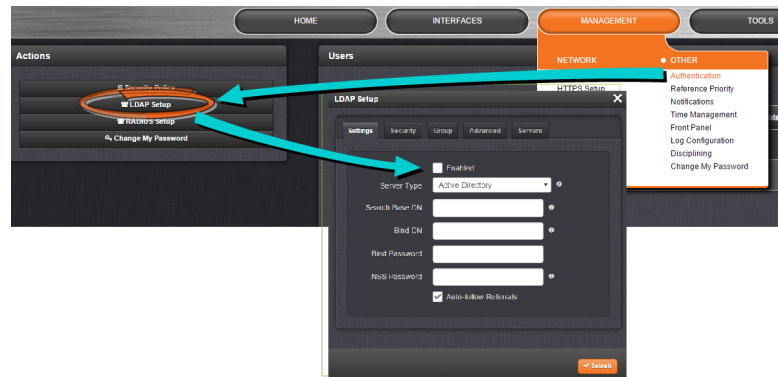 HOME
INTERFACES
MANAGEMENT
TOOLS
Actions
Users
NETWORK
OTHER
HTTPS Setup
Authentication
Reference Priority
Notifications
Time Management
Front Panel
Log Configuration
Disciplining
Change My Password
Security Policy
LDAP Setup
RADIUS Setup
Change My Password
LDAP Setup
Settings
Security
Group
Advanced
Servers
Enabled
Server Type
Active Directory
Search Base DN
Bind DN
Bind Password
NSS Password
Auto-follow Referrals
Submit